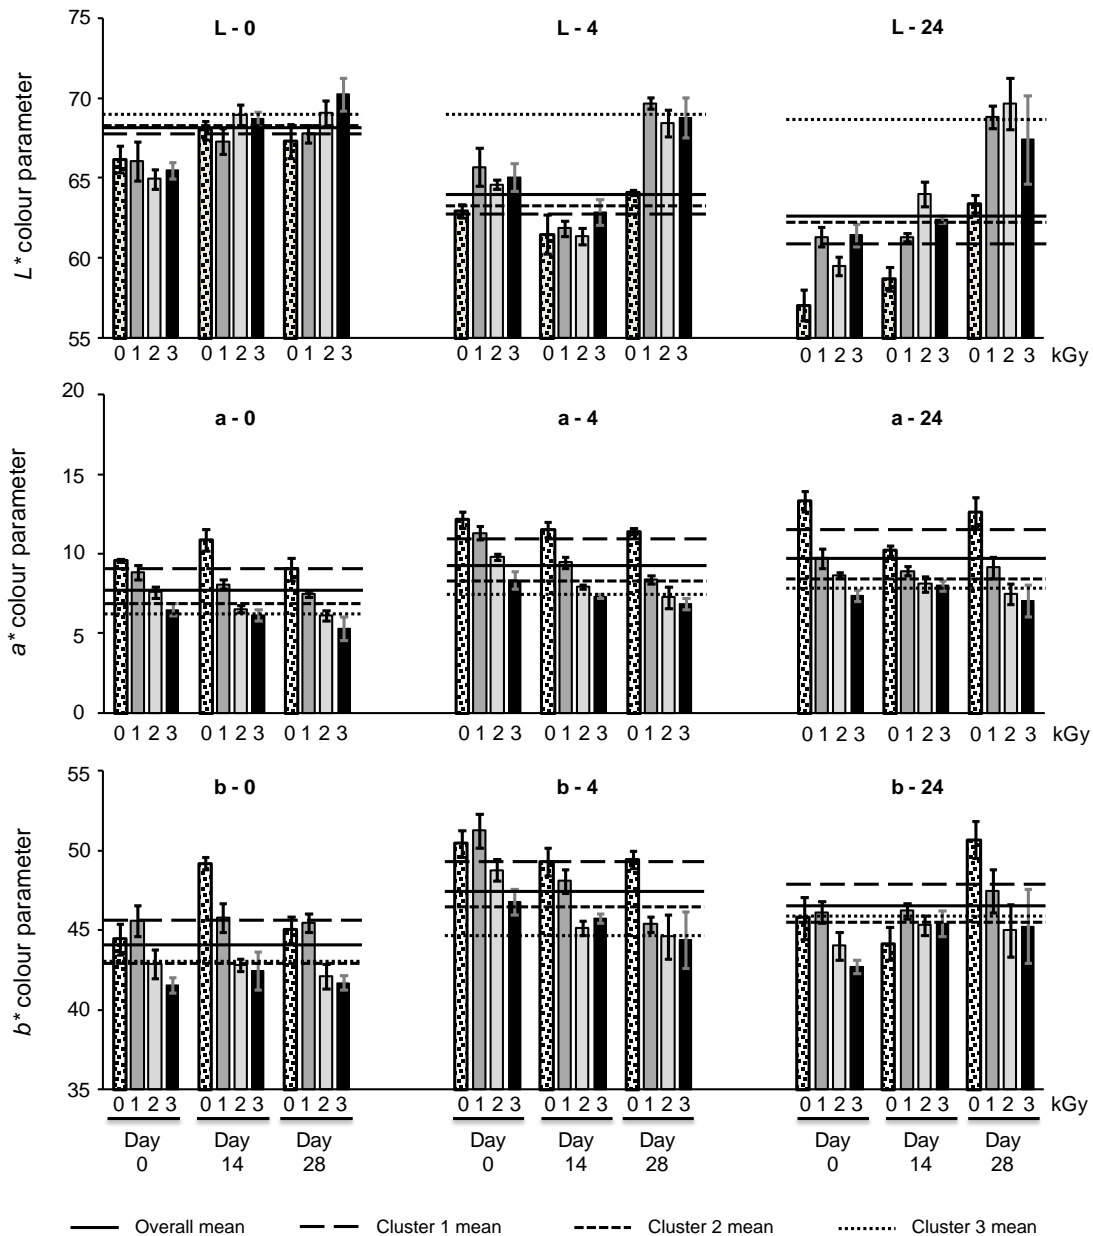 L - 0 L - 4 L - 24
L* colour parameter
75
70
65
60
55
0 1 2 3 0 1 2 3 0 1 2 3 0 1 2 3 0 1 2 3 0 1 2 3 0 1 2 3 0 1 2 3 0 1 2 3 kGy
a - 0 a - 4 a - 24
a* colour parameter
20
15
10
5
0
0 1 2 3 0 1 2 3 0 1 2 3 0 1 2 3 0 1 2 3 0 1 2 3 0 1 2 3 0 1 2 3 0 1 2 3 kGy
b - 0 b - 4 b - 24
b* colour parameter
55
50
45
40
35
0 1 2 3 0 1 2 3 0 1 2 3 0 1 2 3 0 1 2 3 0 1 2 3 0 1 2 3 0 1 2 3 0 1 2 3 kGy
Day Day Day Day Day Day Day Day Day
0 14 28 0 14 28 0 14 28
Overall mean Cluster 1 mean Cluster 2 mean Cluster 3 mean